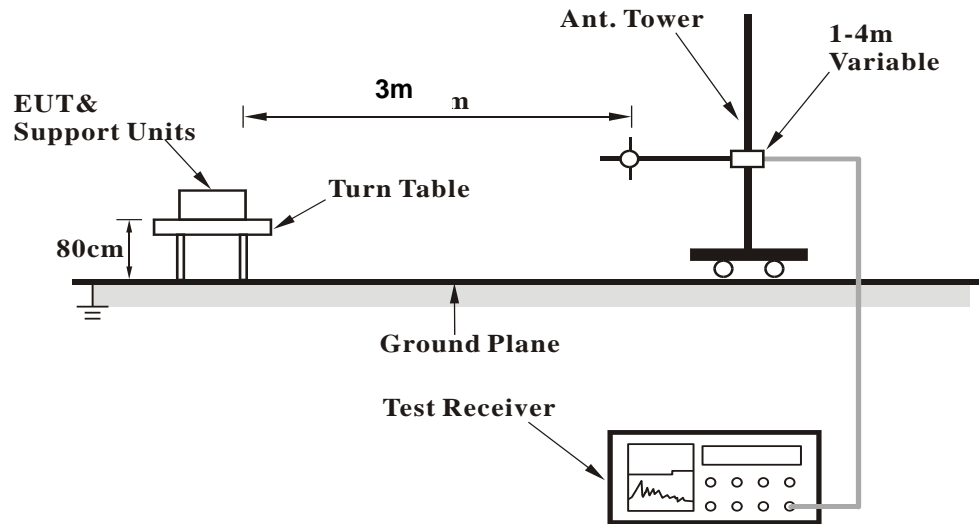 Ant. Tower
1-4m
Variable
3m
m
EUT&
Support Units
Turn Table
80cm
Ground Plane
Test Receiver